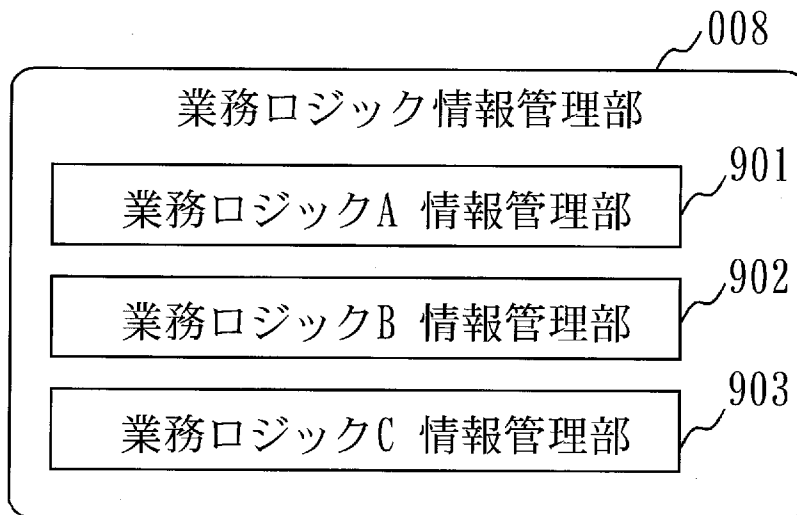 008
業務ロジック情報管理部
901
業務ロジックA 情報管理部
902
業務ロジックB 情報管理部
903
業務ロジックC 情報管理部